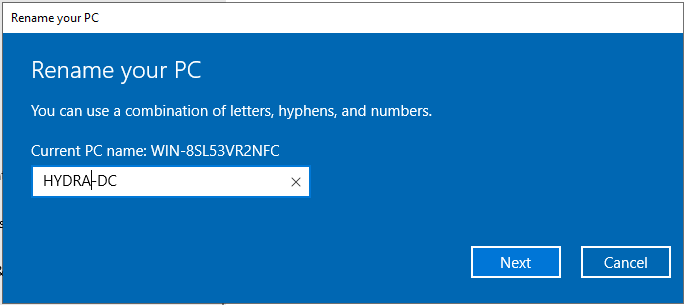 Rename your PC
Rename your PC
You can use a combination of letters, hyphens, and numbers.
Current PC name: WIN-8SL53VR2NFC
HYDRA-DC
Next
Cancel